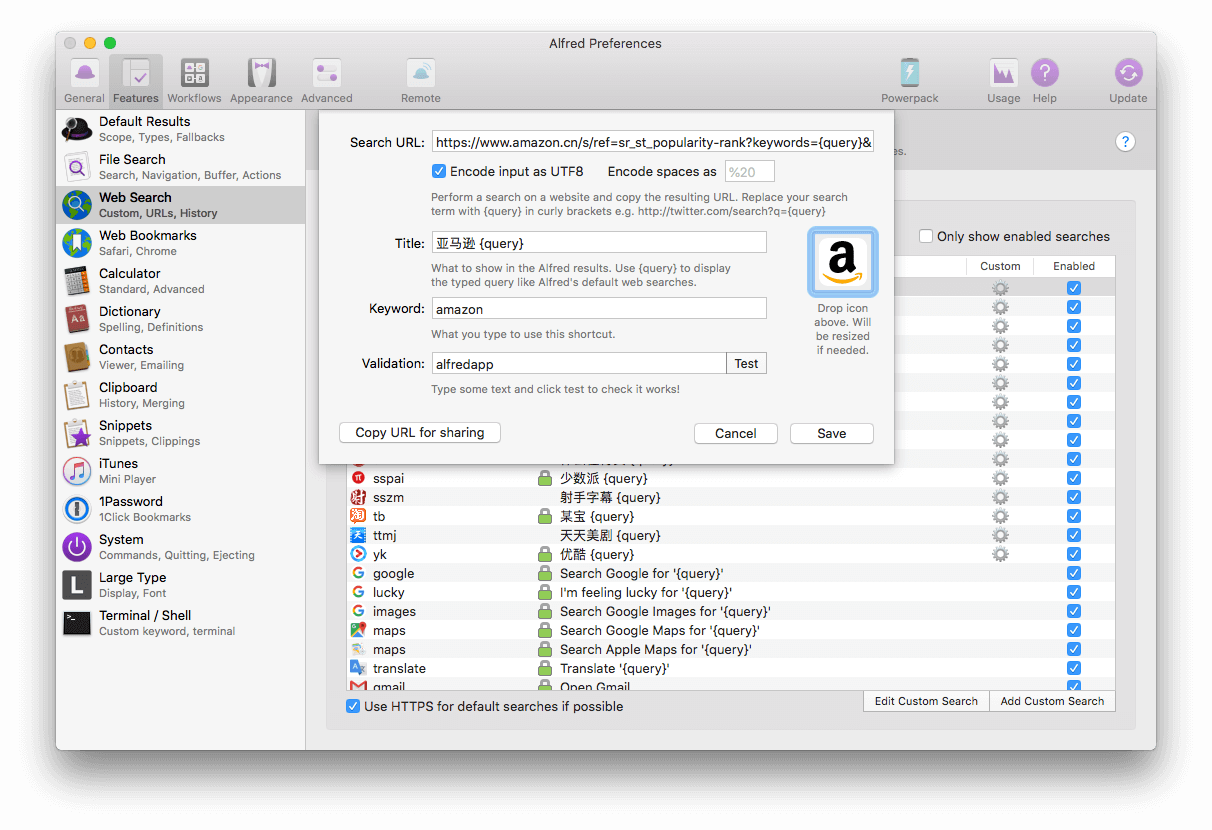 Alfred Preferences
General Features Workflows Appearance Advanced Remote Powerpack Usage Help Update
Default Results
Scope, Types, Fallbacks
File Search
Search, Navigation, Buffer, Actions
Web Search
Custom, URLs, History
Web Bookmarks
Safari, Chrome
Calculator
Standard, Advanced
Dictionary
Spelling, Definitions
Contacts
Viewer, Emailing
Clipboard
History, Merging
Snippets
Snippets, Clippings
iTunes
Mini Player
1Password
1Click Bookmarks
System
Commands, Quitting, Ejecting
Large Type
Display, Font
Terminal / Shell
Custom keyword, terminal
Search URL: https://www.amazon.cn/s/ref=sr_st_popularity-rank?keywords={query}&
Encode input as UTF8 Encode spaces as %20
Perform a search on a website and copy the resulting URL. Replace your search
term with {query} in curly brackets e.g. http://twitter.com/search?q={query}
Title: 亚马逊 {query}
What to show in the Alfred results. Use {query} to display
the typed query like Alfred's default web searches.
Keyword: amazon
What you type to use this shortcut.
Validation: alfredapp Test
Type some text and click test to check it works!
Drop icon
above. Will
be resized
if needed.
Copy URL for sharing Cancel Save
es.
?
Only show enabled searches
Custom Enabled
sspai 少数派 {query}
sszm 射手字幕 {query}
tb 某宝 {query}
ttmj 天天美剧 {query}
yk 优酷 {query}
google Search Google for '{query}'
lucky I'm feeling lucky for '{query}'
images Search Google Images for '{query}'
maps Search Google Maps for '{query}'
maps Search Apple Maps for '{query}'
translate Translate '{query}'
gmail Open Gmail
Use HTTPS for default searches if possible Edit Custom Search Add Custom Search